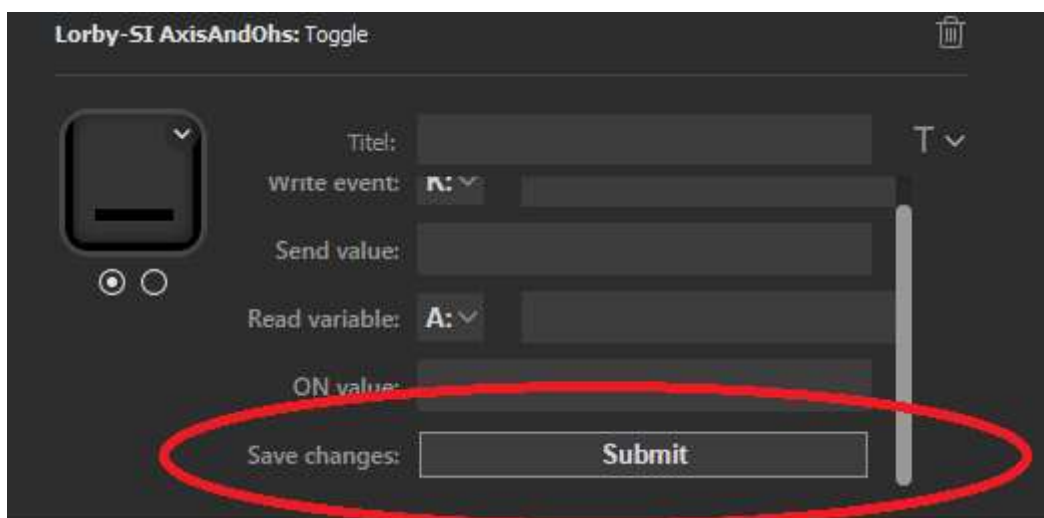 Lorby-SI AxisAndOhs: Toggle
Titel:
T
Write event: K:
Send value:
Read variable: A:
ON value:
Save changes: Submit